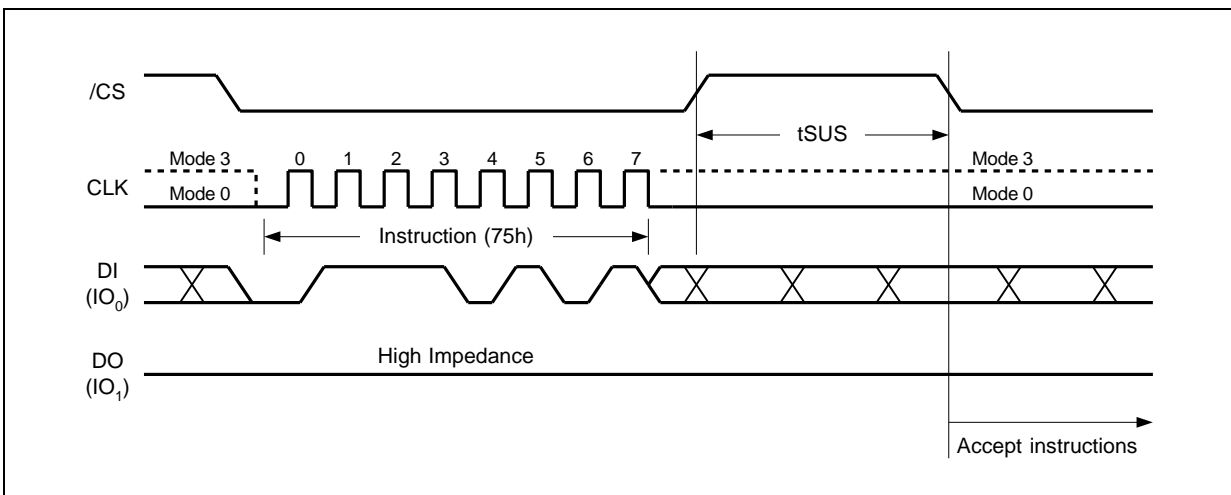 /CS
tSUS
Mode 3 0 1 2 3 4 5 6 7 Mode 3
CLK
Mode 0 Mode 0
Instruction (75h)
DI
(IO₀)
High Impedance
DO
(IO₁)
Accept instructions